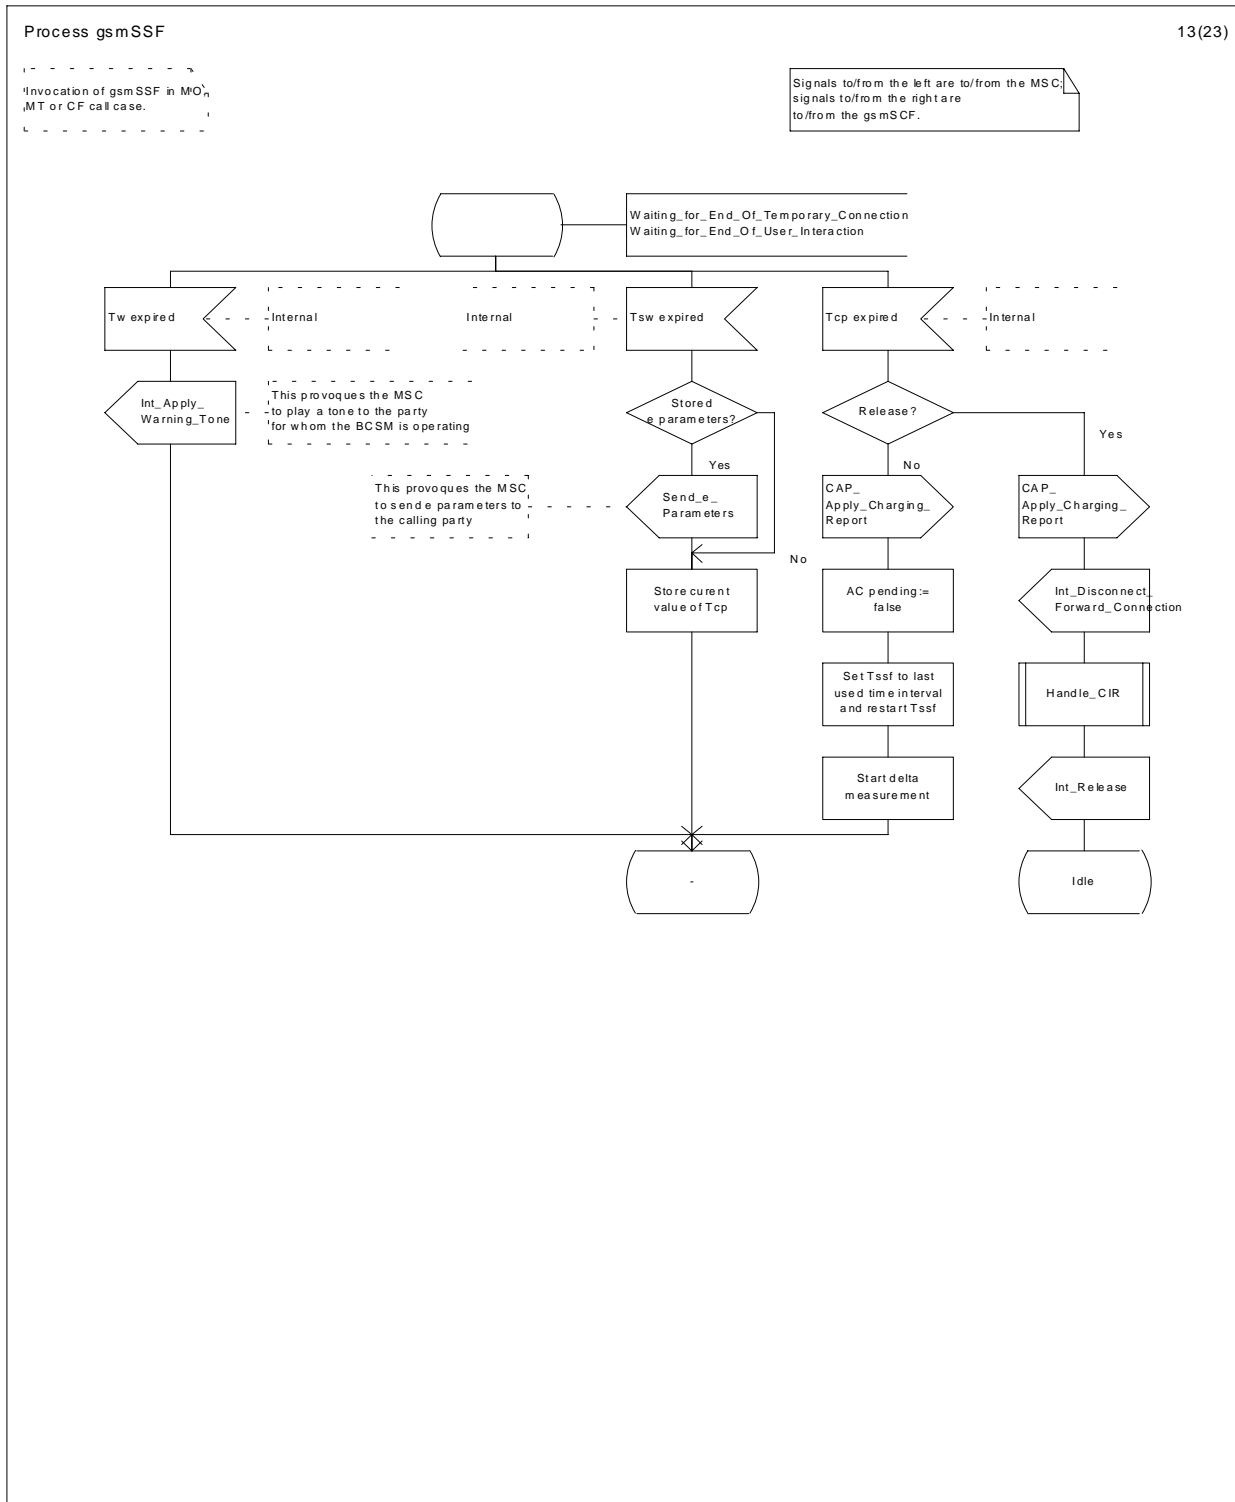 Process gsmSSF
13(23)
Invocation of gsmSSF in MO,
MT or CF call case.
Signals to/from the left are to/from the MSC;
signals to/from the right are
to/from the gsmSCF.
Waiting_for_End_Of_Temporary_Connection
Waiting_for_End_Of_User_Interaction
Tw expired
Internal
Internal
Tsw expired
Tcp expired
Internal
Int_Apply_
Warning_Tone
This provoques the MSC
to play a tone to the party
for whom the BCSM is operating
Stored
e parameters?
Release?
Yes
Yes
No
This provoques the MSC
to send e parameters to
the calling party
Send_e_
Parameters
CAP_
Apply_Charging_
Report
CAP_
Apply_Charging_
Report
No
Store curent
value of Tcp
AC pending:=
false
Int_Disconnect_
Forward_Connection
Set Tssf to last
used time interval
and restart Tssf
Handle_CIR
Start delta
measurement
Int_Release
-
Idle